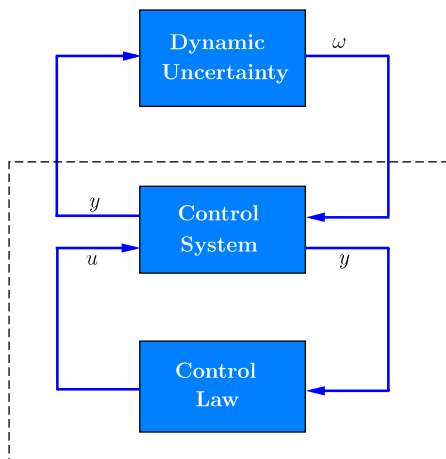 Dynamic
Uncertainty
ω
y
Control
System
u
y
Control
Law